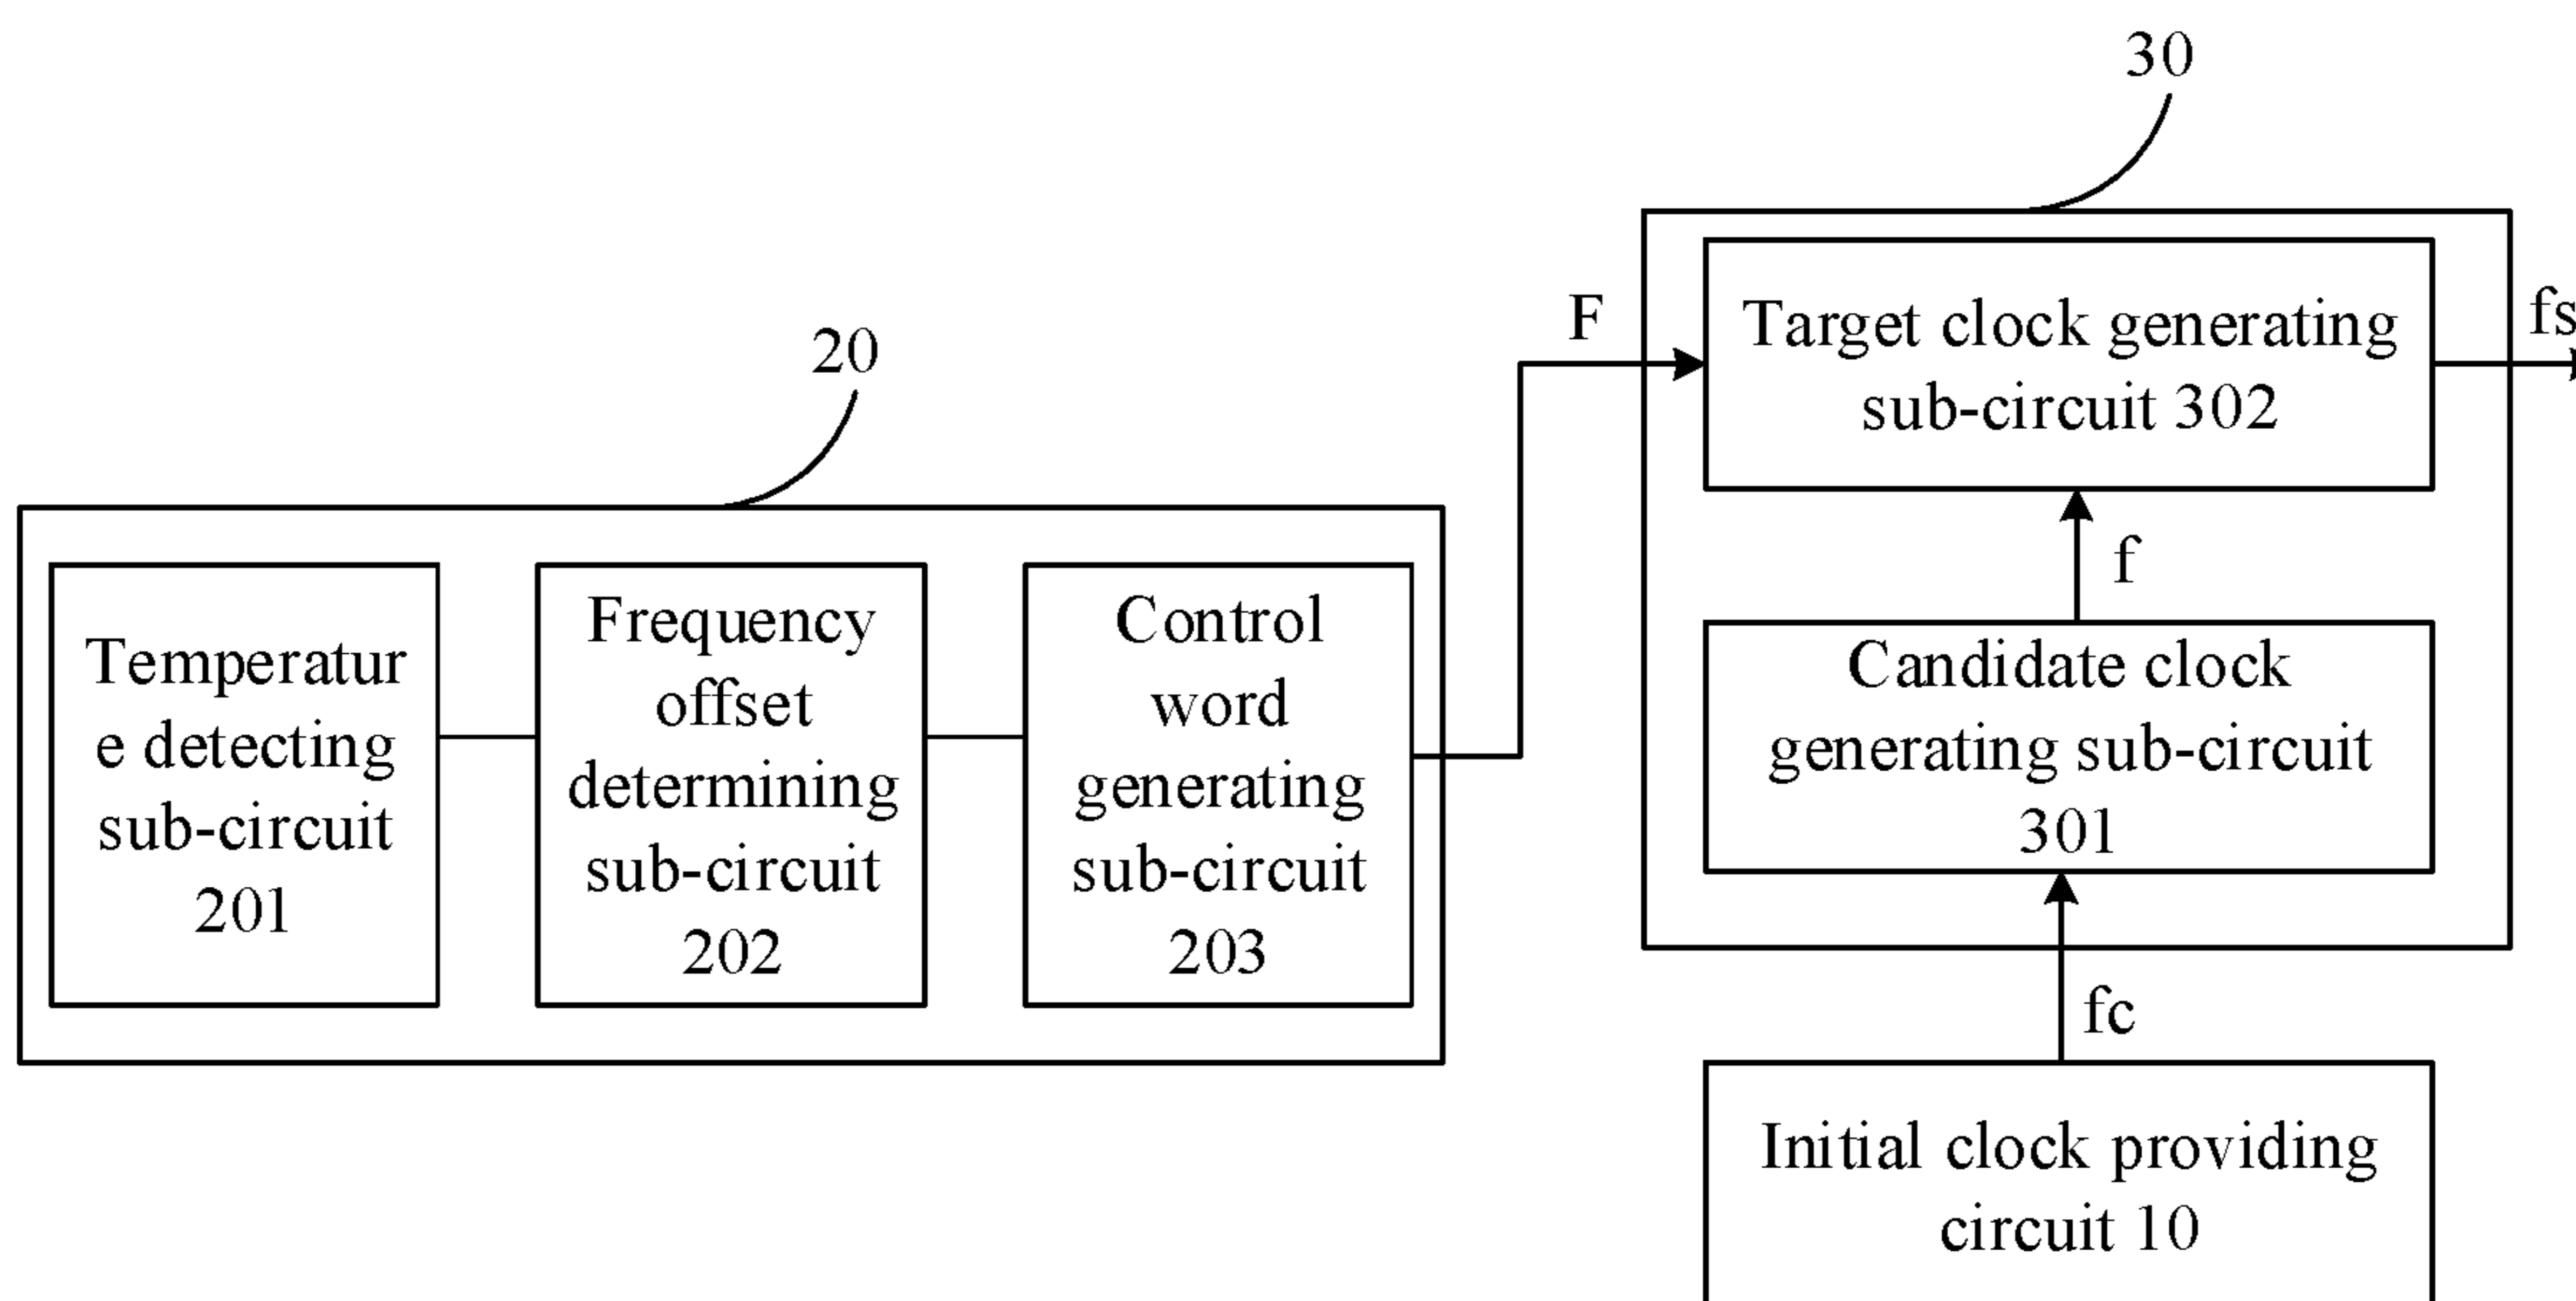 30
F
Target clock generating
sub-circuit 302
fs
20
f
Temperatur
e detecting
sub-circuit
201
Frequency
offset
determining
sub-circuit
202
Control
word
generating
sub-circuit
203
Candidate clock
generating sub-circuit
301
fc
Initial clock providing
circuit 10